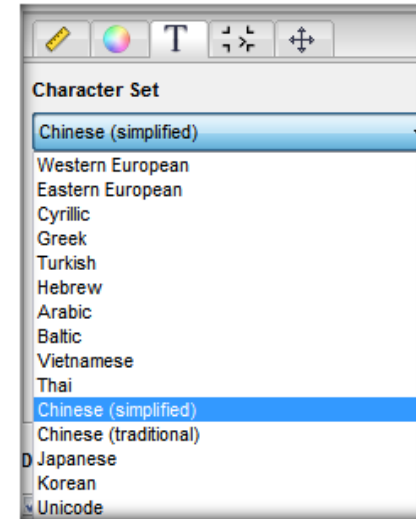 T
Character Set
Chinese (simplified)
Western European
Eastern European
Cyrillic
Greek
Turkish
Hebrew
Arabic
Baltic
Vietnamese
Thai
Chinese (simplified)
Chinese (traditional)
D Japanese
Korean
Unicode